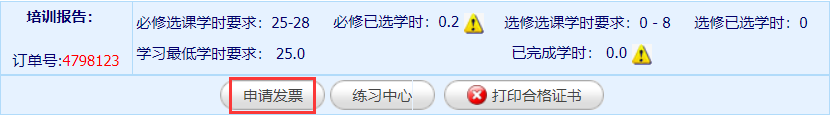 培训报告：
必修选课学时要求：25-28 必修已选学时：0.2 选修选课学时要求：0 - 8 选修已选学时：0
订单号:4798123
学习最低学时要求： 25.0 已完成学时： 0.0
申请发票 练习中心 打印合格证书